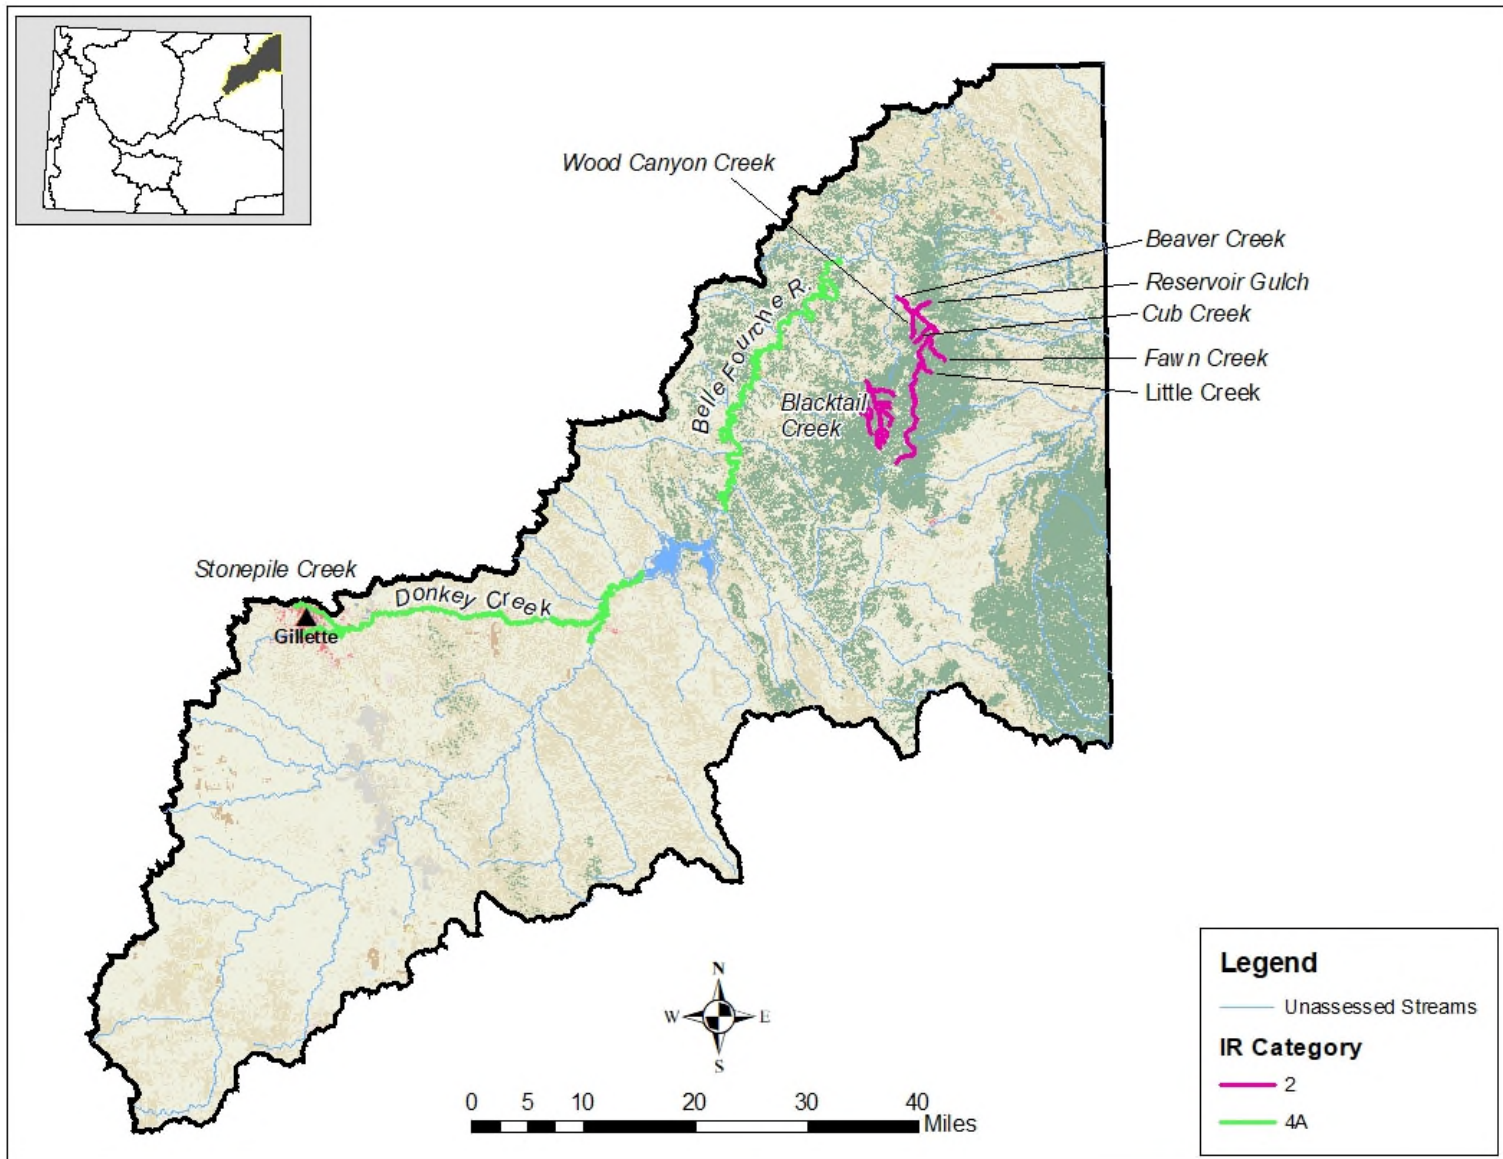 Wood Canyon Creek
Beaver Creek
Reservoir Gulch
Cub Creek
Fawn Creek
Little Creek
Belle Fourche R.
Blacktail
Creek
Stonepile Creek
Donkey Creek
Gillette
N
W
E
S
0 5 10 20 30 40
Miles
Legend
Unassessed Streams
IR Category
2
4A